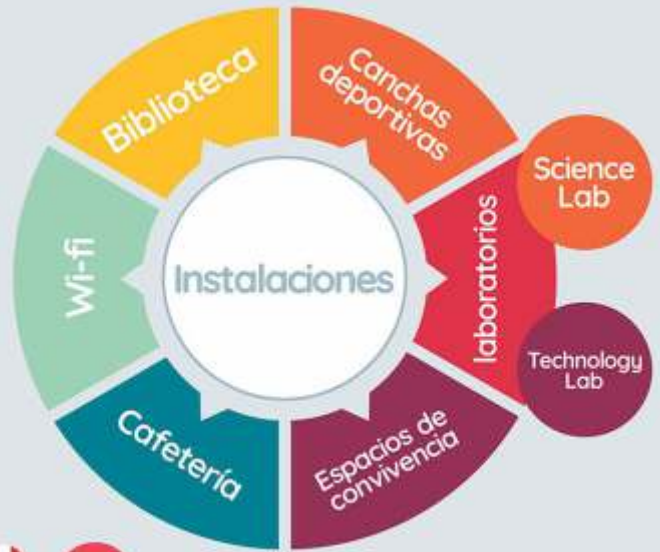 Biblioteca
Canchas
deportivas
Science
Lab
Wi-fi
Instalaciones
laboratorios
Technology
Lab
Cafetería
Espacios de
convivencia